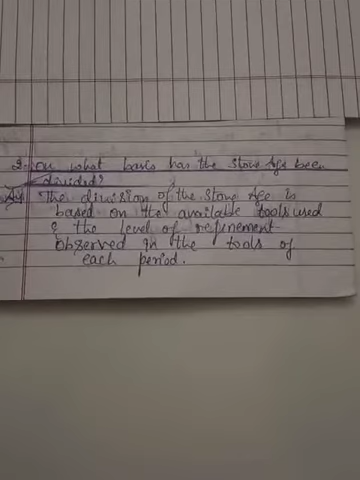 2. On what basis has the Stone Age been
divided?
Ans The division of the Stone Age is
based on the available tools used
& the level of refinement
observed in the tools of
each period.